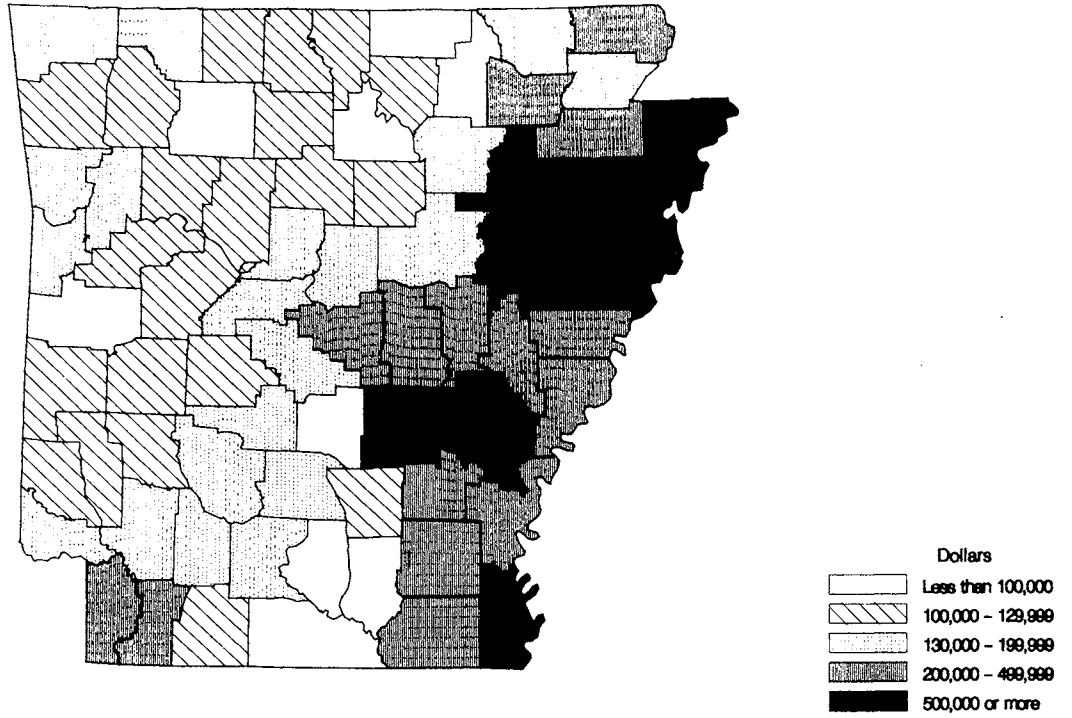 Dollars
Less than 100,000
100,000 - 129,999
130,000 - 199,999
200,000 - 499,999
500,000 or more